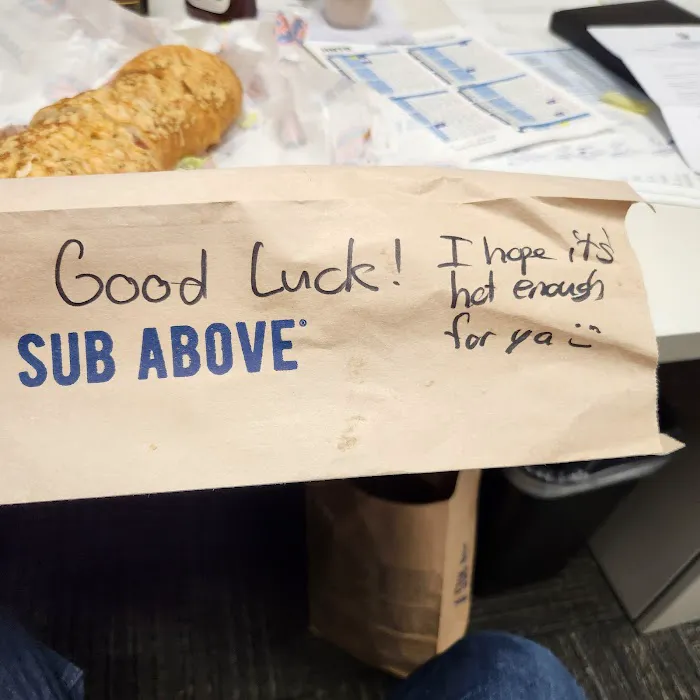 Good Luck!
I hope it's
hot enough
for ya :)
SUB ABOVE®